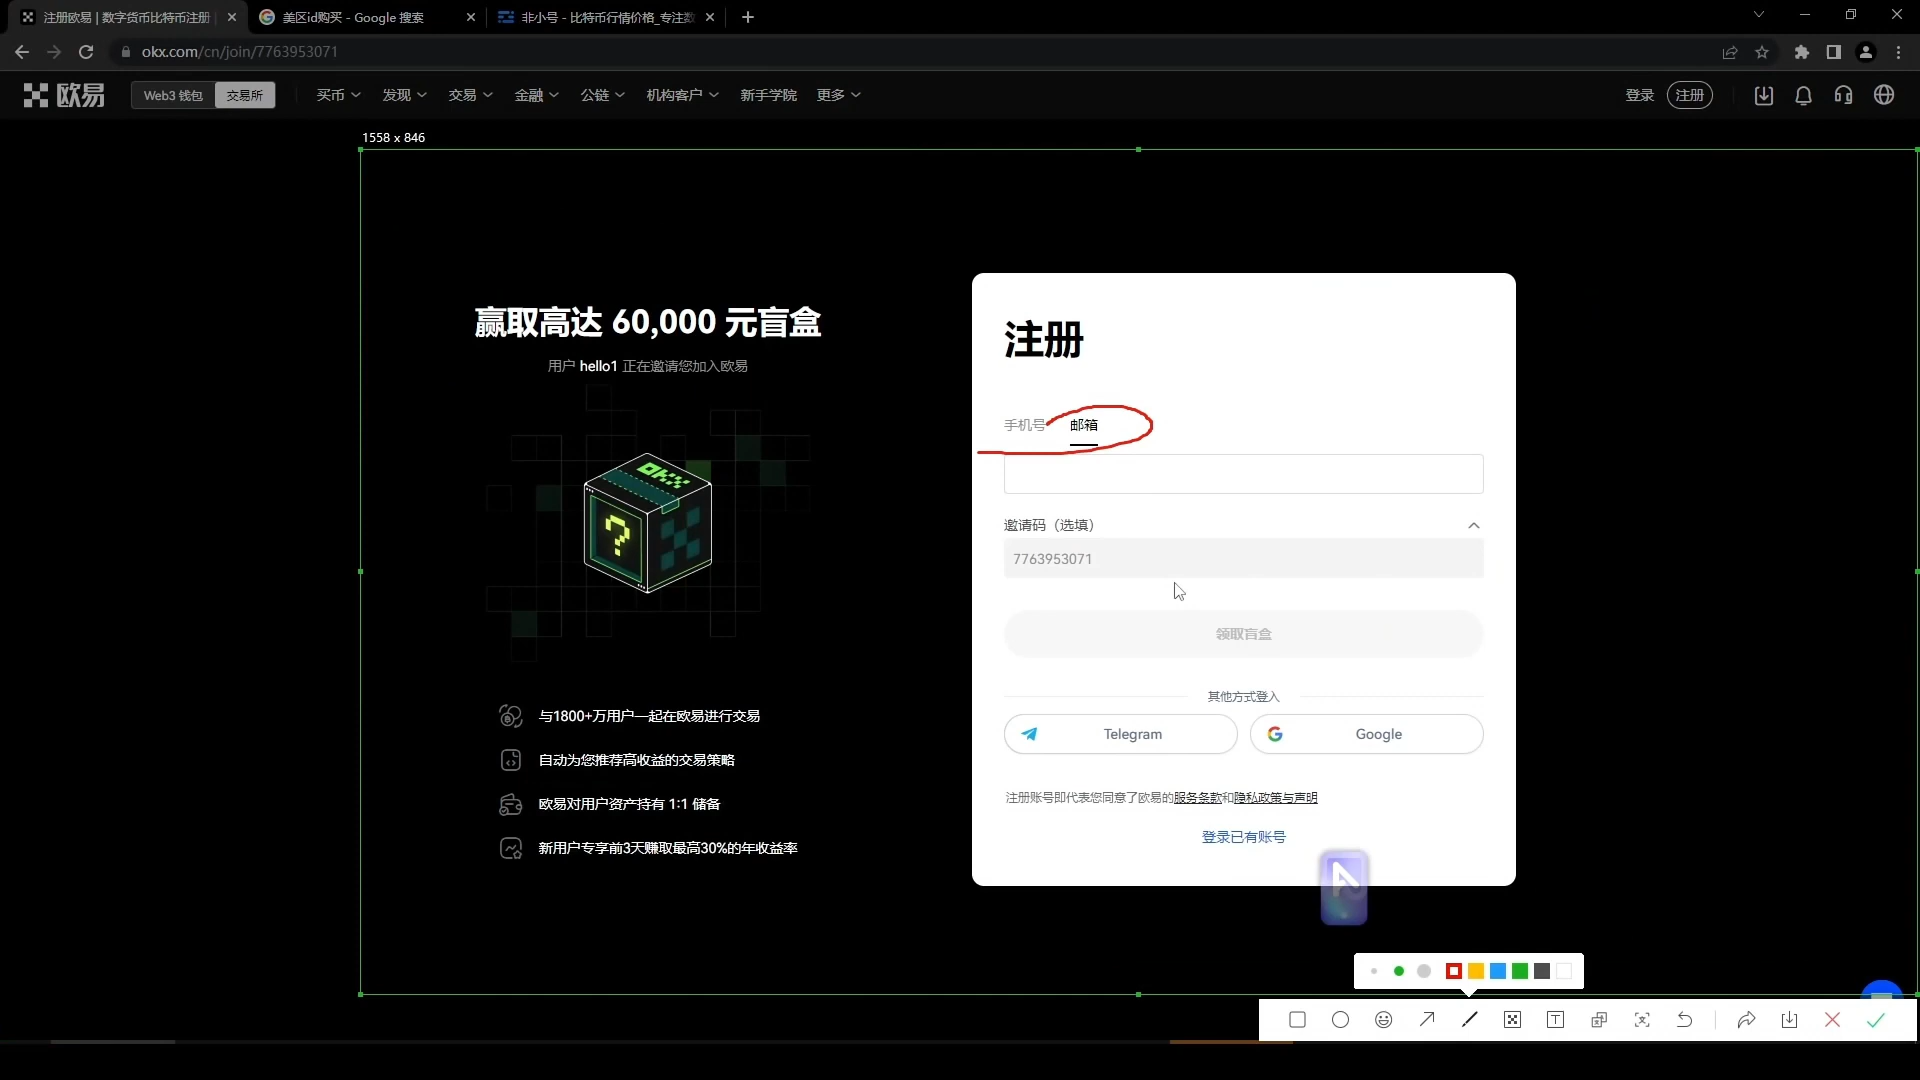 注册欧易 | 数字货币比特币注册
美区id购买 - Google 搜索
非小号 - 比特币行情价格_专注数
okx.com/cn/join/7763953071
欧易
Web3 钱包
交易所
买币
发现
交易
金融
公链
机构客户
新手学院
更多
登录
注册
1558 x 846
赢取高达 60,000 元盲盒
用户 hello1 正在邀请您加入欧易
OKX
?
与1800+万用户一起在欧易进行交易
自动为您推荐高收益的交易策略
欧易对用户资产持有 1:1 储备
新用户专享前3天赚取最高30%的年收益率
注册
手机号
邮箱
邀请码（选填）
7763953071
领取盲盒
其他方式登入
Telegram
Google
注册账号即代表您同意了欧易的服务条款和隐私政策与声明
登录已有账号